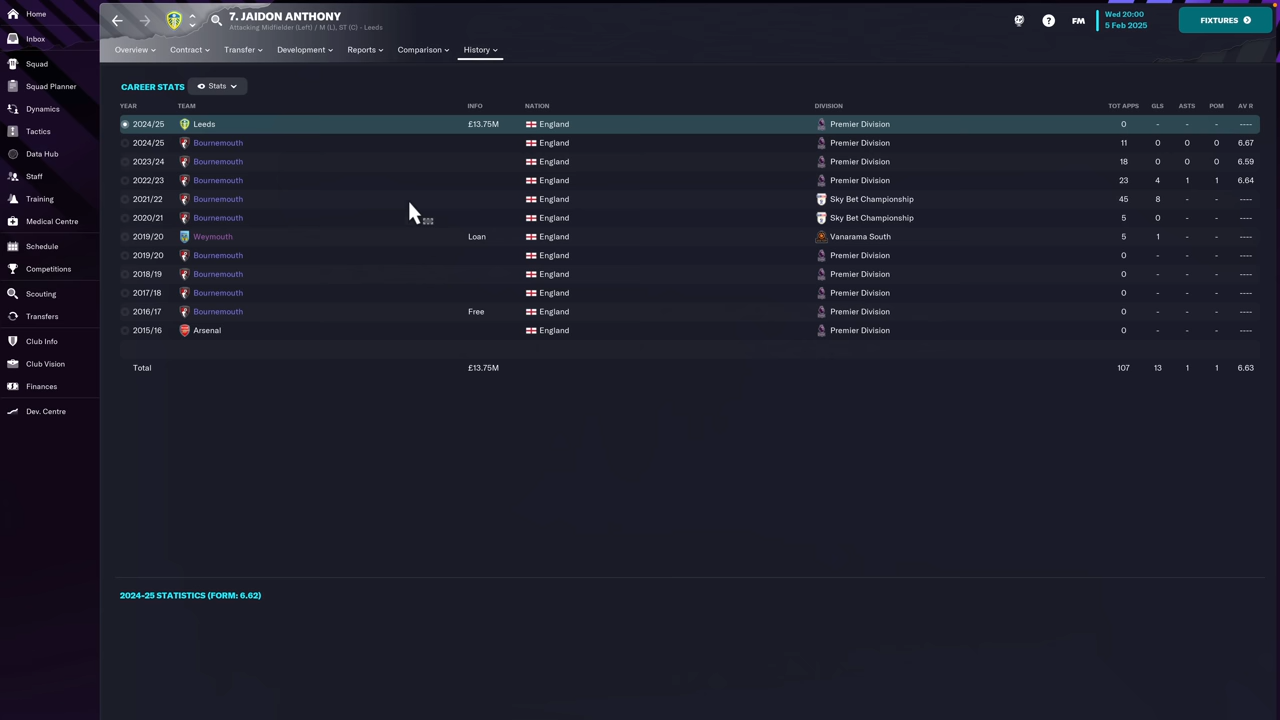 Home
Inbox
Squad
Squad Planner
Dynamics
Tactics
Data Hub
Staff
Training
Medical Centre
Schedule
Competitions
Scouting
Transfers
Club Info
Club Vision
Finances
Dev. Centre
7. JAIDON ANTHONY
Attacking Midfielder (Left) / M (L), ST (C) - Leeds
? FM Wed 20:00
5 Feb 2025
FIXTURES
Overview Contract Transfer Development Reports Comparison History
CAREER STATS Stats
YEAR TEAM INFO NATION DIVISION TOT APPS GLS ASTS POM AV R
2024/25 Leeds £13.75M England Premier Division 0 - - - ----
2024/25 Bournemouth England Premier Division 11 0 0 0 6.67
2023/24 Bournemouth England Premier Division 18 0 0 0 6.59
2022/23 Bournemouth England Premier Division 23 4 1 1 6.64
2021/22 Bournemouth England Sky Bet Championship 45 8 - - ----
2020/21 Bournemouth England Sky Bet Championship 5 0 - - ----
2019/20 Weymouth Loan England Vanarama South 5 1 - - ----
2019/20 Bournemouth England Premier Division 0 - - - ----
2018/19 Bournemouth England Premier Division 0 - - - ----
2017/18 Bournemouth England Premier Division 0 - - - ----
2016/17 Bournemouth Free England Premier Division 0 - - - ----
2015/16 Arsenal England Premier Division 0 - - - ----
Total £13.75M 107 13 1 1 6.63
2024-25 STATISTICS (FORM: 6.62)